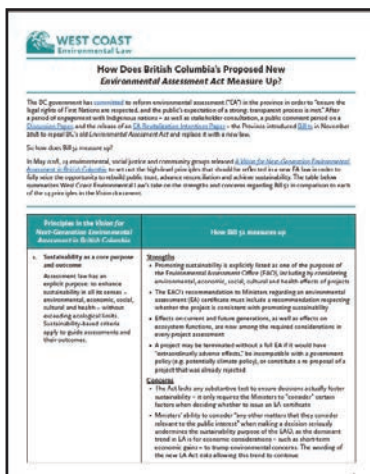 WEST COAST
Environmental Law
How Does British Columbia's Proposed New
Environmental Assessment Act Measure Up?
The BC government has committed to reform environmental assessment ("EA") in the province in order to "ensure the
legal rights of First Nations are respected, and the public's expectation of a strong, transparent process is met." After
a period of engagement with Indigenous nations – as well as stakeholder consultation, a public comment period on a
Discussion Paper and the release of an EA Revitalization Intentions Paper – the Province introduced Bill 51 in November
2018 to repeal BC's old Environmental Assessment Act and replace it with a new law.
So how does Bill 51 measure up?
In May 2018, 23 environmental, social justice and community groups released A Vision for Next-Generation Environmental
Assessment in British Columbia to set out the high-level principles that should be reflected in a new EA law in order to
fully seize the opportunity to rebuild public trust, advance reconciliation and achieve sustainability. The table below
summarizes West Coast Environmental Law's take on the strengths and concerns regarding Bill 51 in comparison to each
of the 14 principles in the Vision document.
Principles in the Vision for
Next-Generation Environmental
Assessment in British Columbia
How Bill 51 measures up
1. Sustainability as a core purpose
and outcome
Assessment law has an
explicit purpose: to enhance
sustainability in all its senses –
environmental, economic, social,
cultural and health – without
exceeding ecological limits.
Sustainability-based criteria
apply to guide assessments and
their outcomes.
Strengths
• Promoting sustainability is explicitly listed as one of the purposes of
the Environmental Assessment Office (EAO), including by considering
environmental, economic, social, cultural and health effects of projects
• The EAO's recommendation to Ministers regarding an environmental
assessment (EA) certificate must include a recommendation respecting
whether the project is consistent with promoting sustainability
• Effects on current and future generations, as well as effects on
ecosystem functions, are now among the required considerations in
every project assessment
• A project may be terminated without a full EA if it would have
"extraordinarily adverse effects," be incompatible with a government
policy (e.g. potentially climate policy), or constitute a re-proposal of a
project that was already rejected
Concerns
• The Act lacks any substantive test to ensure decisions actually foster
sustainability – it only requires the Ministers to "consider" certain
factors when deciding whether to issue an EA certificate
• Ministers' ability to consider "any other matters that they consider
relevant to the public interest" when making a decision seriously
undermines the sustainability purpose of the EAO, as the dominant
trend in EA is for economic considerations – such as short-term
economic gains – to trump environmental concerns. The wording of
the new EA Act risks allowing this trend to continue